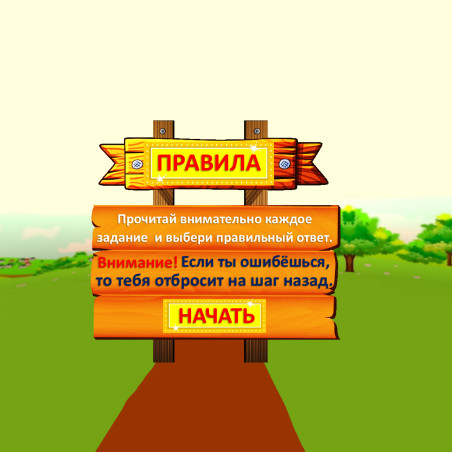 ПРАВИЛА
Прочитай внимательно каждое
задание и выбери правильный ответ.
Внимание! Если ты ошибёшься,
то тебя отбросит на шаг назад.
НАЧАТЬ